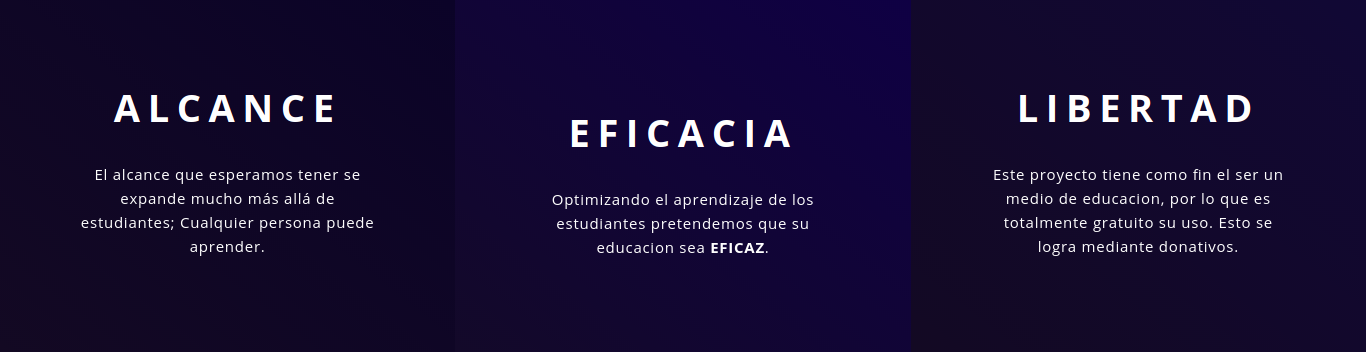 ALCANCE
El alcance que esperamos tener se
expande mucho más allá de
estudiantes; Cualquier persona puede
aprender.
EFICACIA
Optimizando el aprendizaje de los
estudiantes pretendemos que su
educacion sea EFICAZ.
LIBERTAD
Este proyecto tiene como fin el ser un
medio de educacion, por lo que es
totalmente gratuito su uso. Esto se
logra mediante donativos.